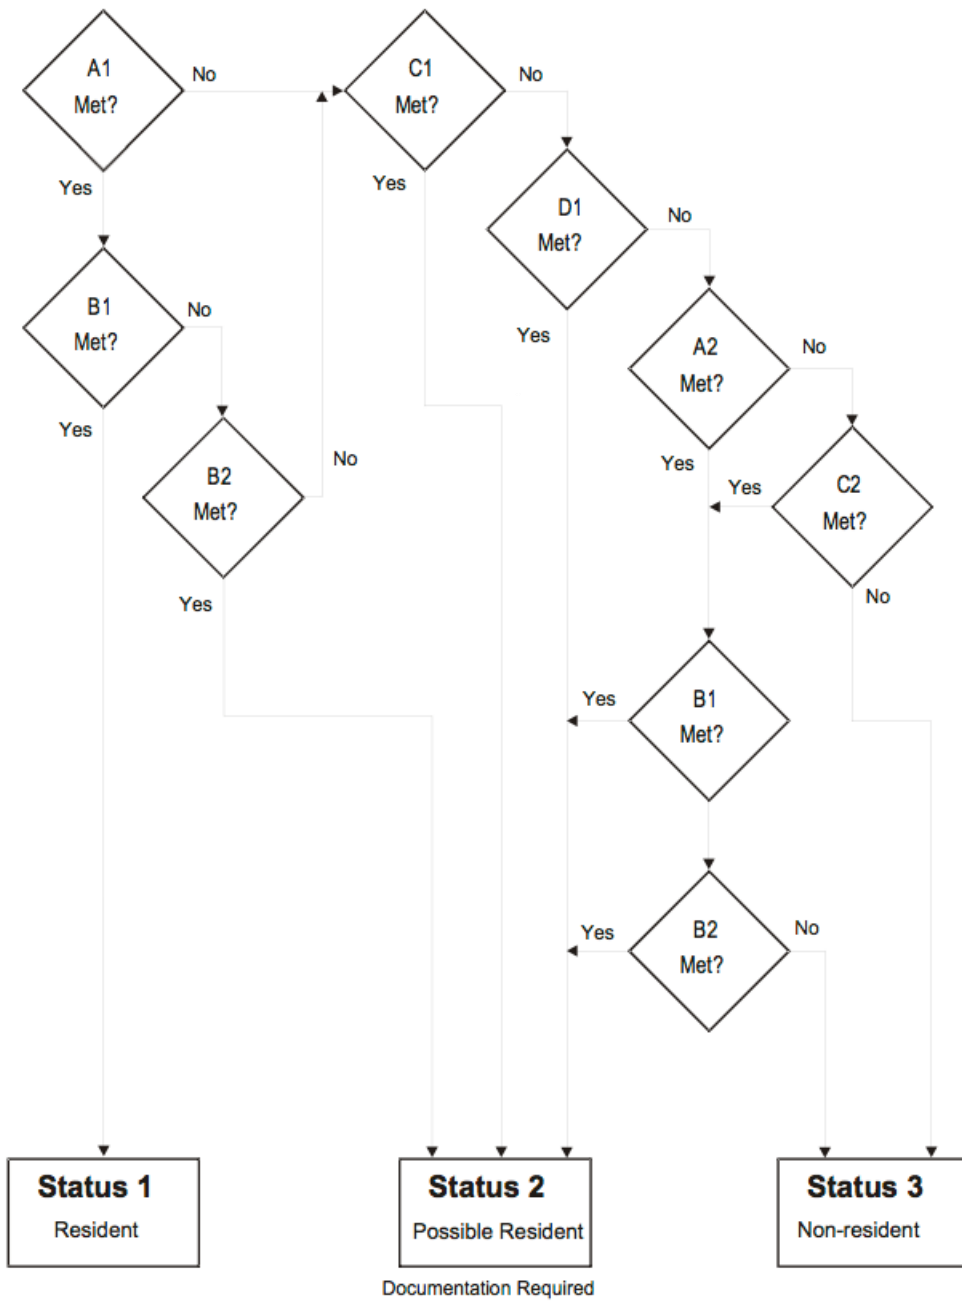 A1
Met?
No
C1
Met?
No
Yes
Yes
D1
Met?
No
B1
Met?
No
Yes
A2
Met?
No
Yes
B2
Met?
No
Yes
Yes
C2
Met?
Yes
No
B1
Met?
Yes
B2
Met?
Yes
No
Status 1
Resident
Status 2
Possible Resident
Status 3
Non-resident
Documentation Required